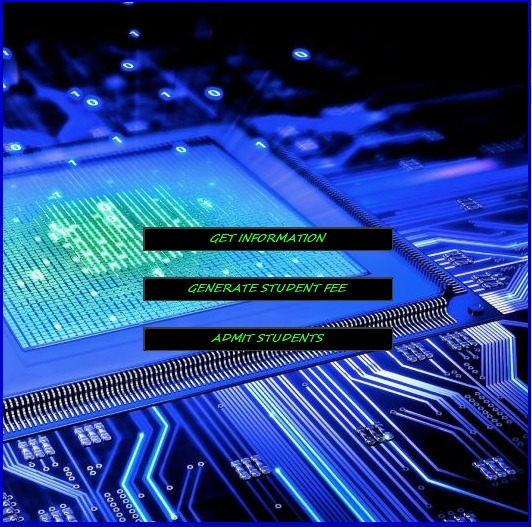 GET INFORMATION
GENERATE STUDENT FEE
ADMIT STUDENTS